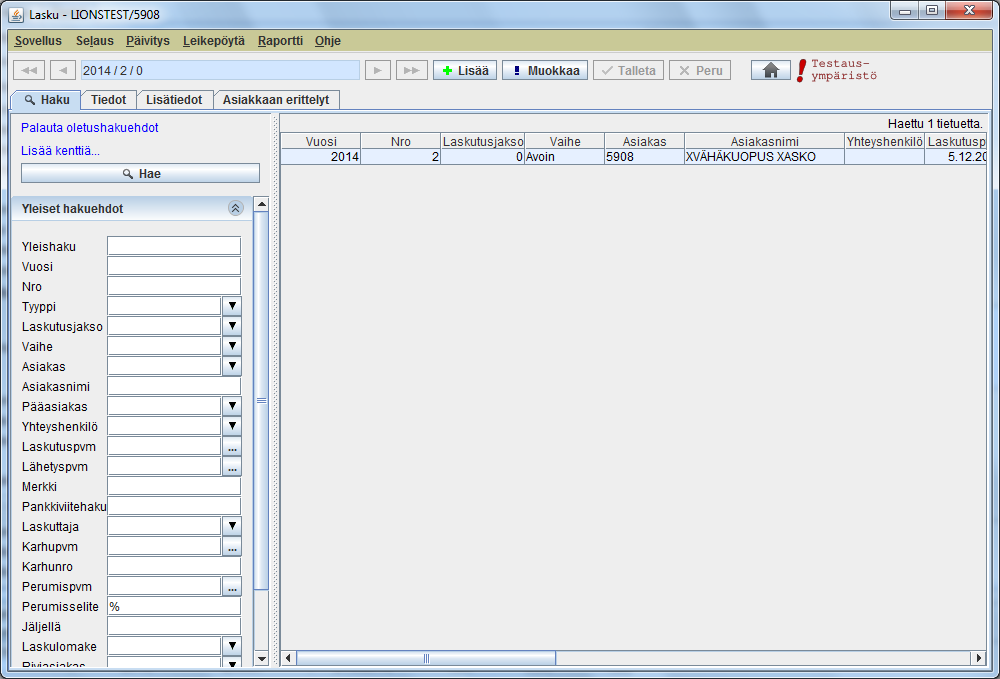 Lasku - LIONSTEST/5908
Sovellus Selaus Päivitys Leikepöytä Raportti Ohje
2014 / 2 / 0 Lisää Muokkaa Talleta Peru Testaus-
ympäristö
Haku Tiedot Lisätiedot Asiakkaan erittelyt
Palauta oletushakuehdot
Lisää kenttiä...
Hae
Yleiset hakuehdot
Yleishaku
Vuosi
Nro
Tyyppi
Laskutusjakso
Vaihe
Asiakas
Asiakasnimi
Pääasiakas
Yhteyshenkilö
Laskutuspvm ...
Lähetyspvm ...
Merkki
Pankkiviitehaku
Laskuttaja
Karhupvm ...
Karhunro
Perumispvm ...
Perumisselite %
Jäljellä
Laskulomake
Riviasiakas
Haettu 1 tietuetta.
Vuosi Nro Laskutusjakso Vaihe Asiakas Asiakasnimi Yhteyshenkilö Laskutusp
2014 2 0 Avoin 5908 XVÄHÄKUOPUS XASKO 5.12.20